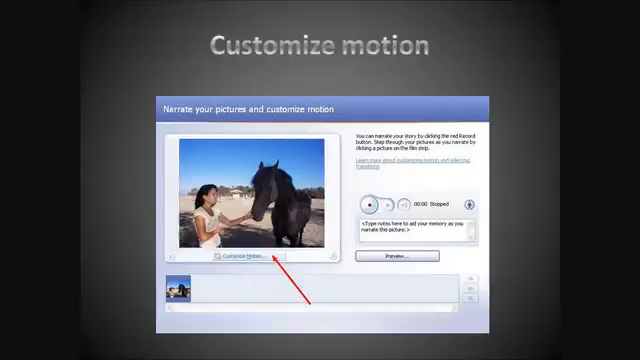 Customize motion
Narrate your pictures and customize motion
You can narrate your story by clicking the red Record
button. Step through your pictures as you narrate by
clicking a picture on the film strip.
Learn more about customizing motion and selecting
transitions
00:00 Stopped
<Type notes here to aid your memory as you
narrate this picture.>
Customize Motion...
Preview...